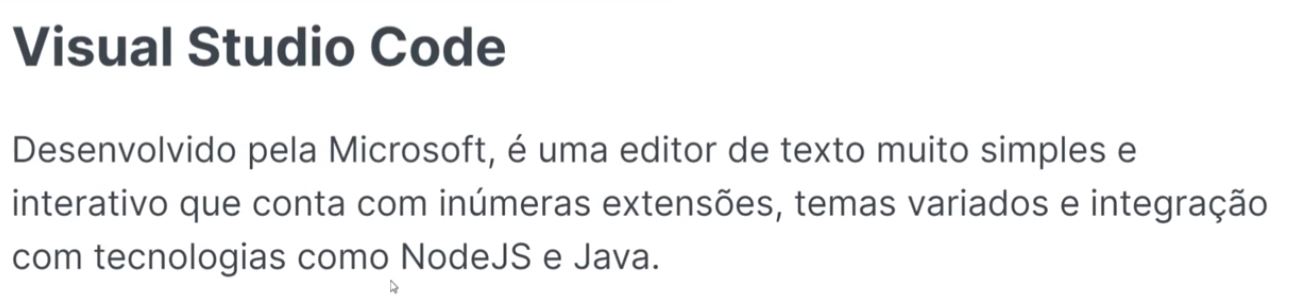 Visual Studio Code
Desenvolvido pela Microsoft, é uma editor de texto muito simples e
interativo que conta com inúmeras extensões, temas variados e integração
com tecnologias como NodeJS e Java.